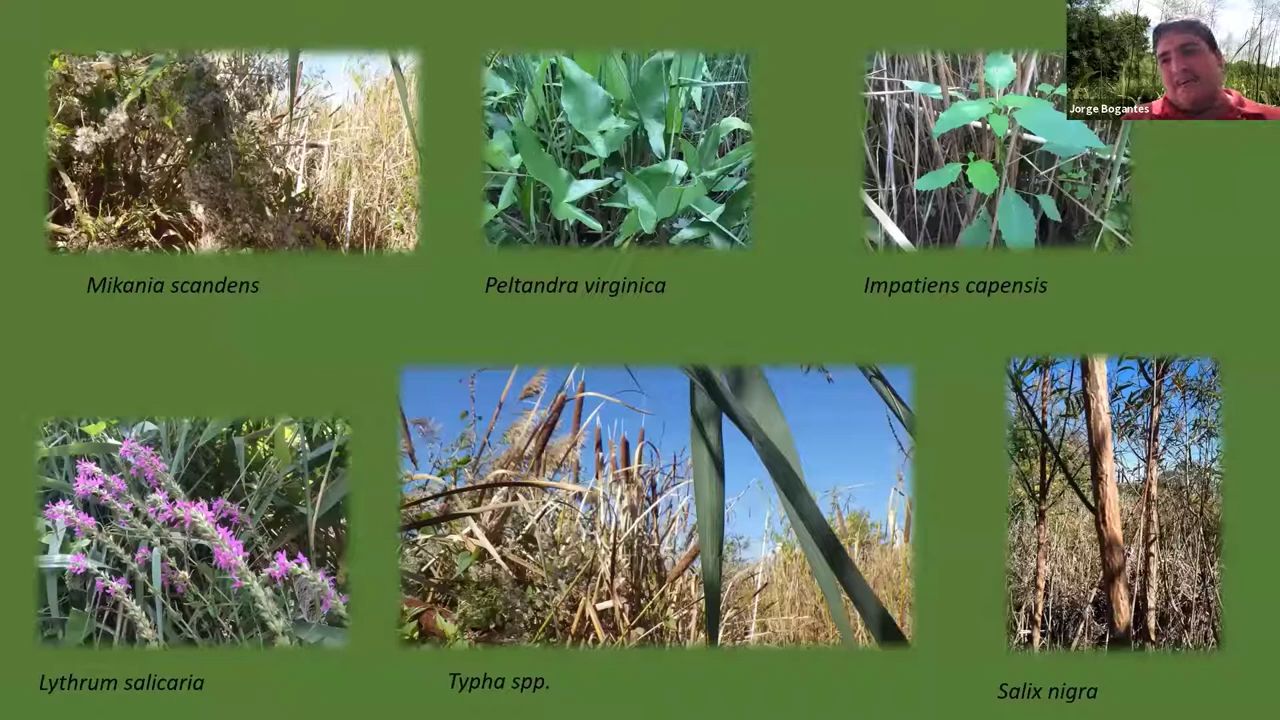 Jorge Bogantes
Mikania scandens
Peltandra virginica
Impatiens capensis
Lythrum salicaria
Typha spp.
Salix nigra